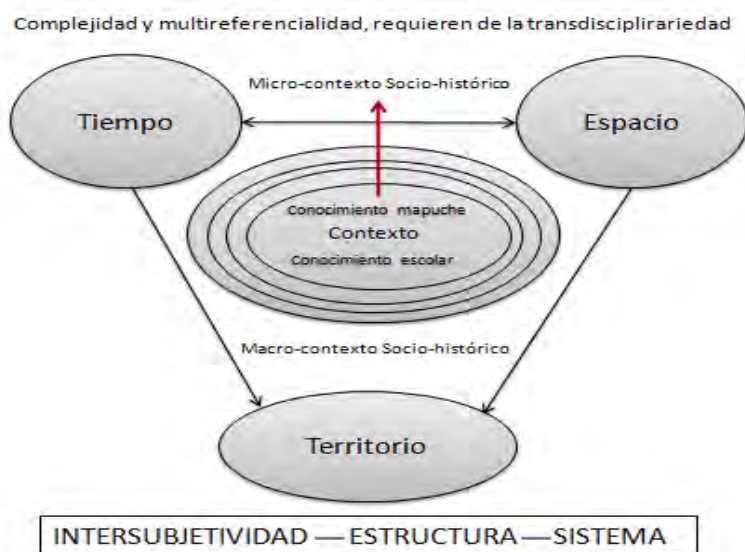 Complejidad y multireferencialidad, requieren de la transdisciplirariedad
Micro-contexto Socio-histórico
Tiempo
Espacio
Conocimiento mapuche
Contexto
Conocimiento escolar
Macro-contexto Socio-histórico
Territorio
INTERSUBJETIVIDAD — ESTRUCTURA — SISTEMA